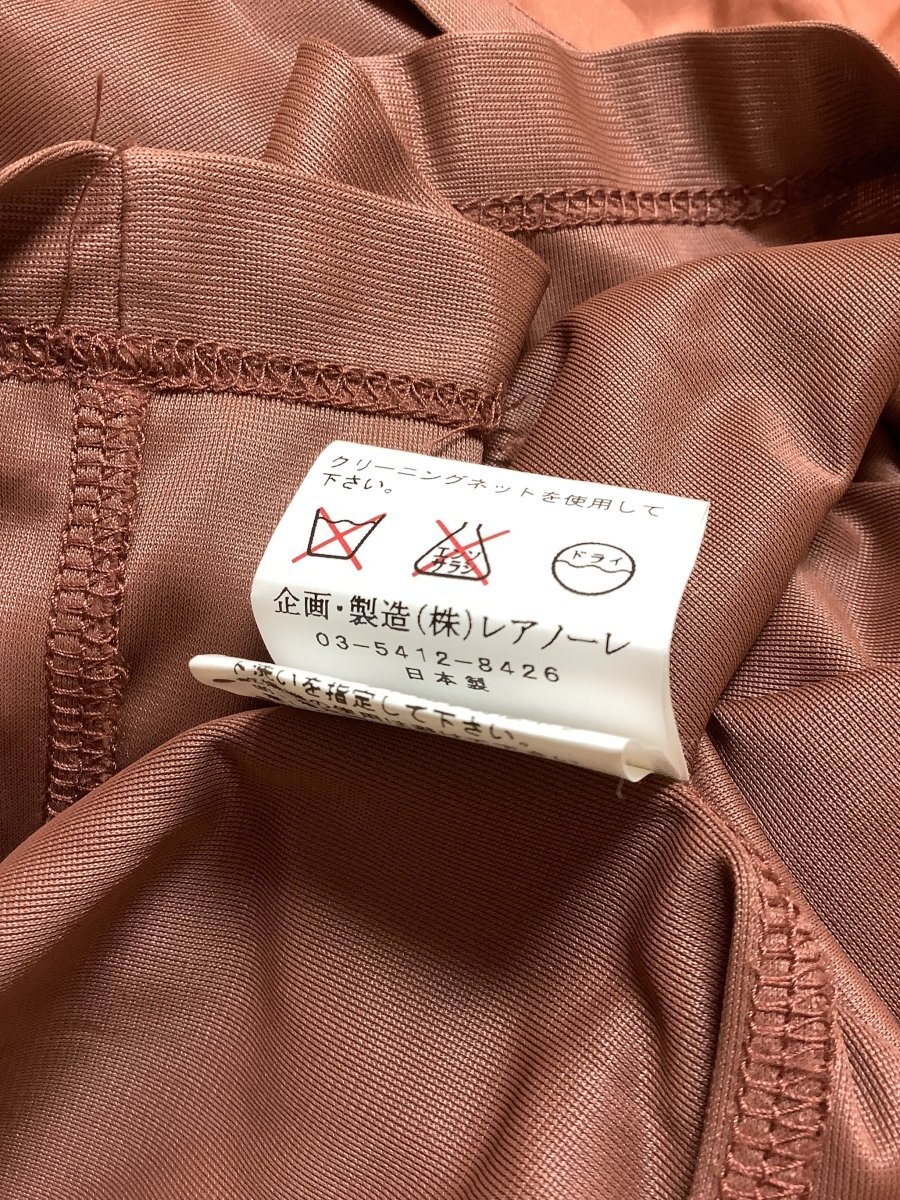 クリーニングネットを使用して
下さい。
エンソ
サラシ
ドライ
企画・製造(株)レアノーレ
03-5412-8426
日本製
洗いを指定して下さい。